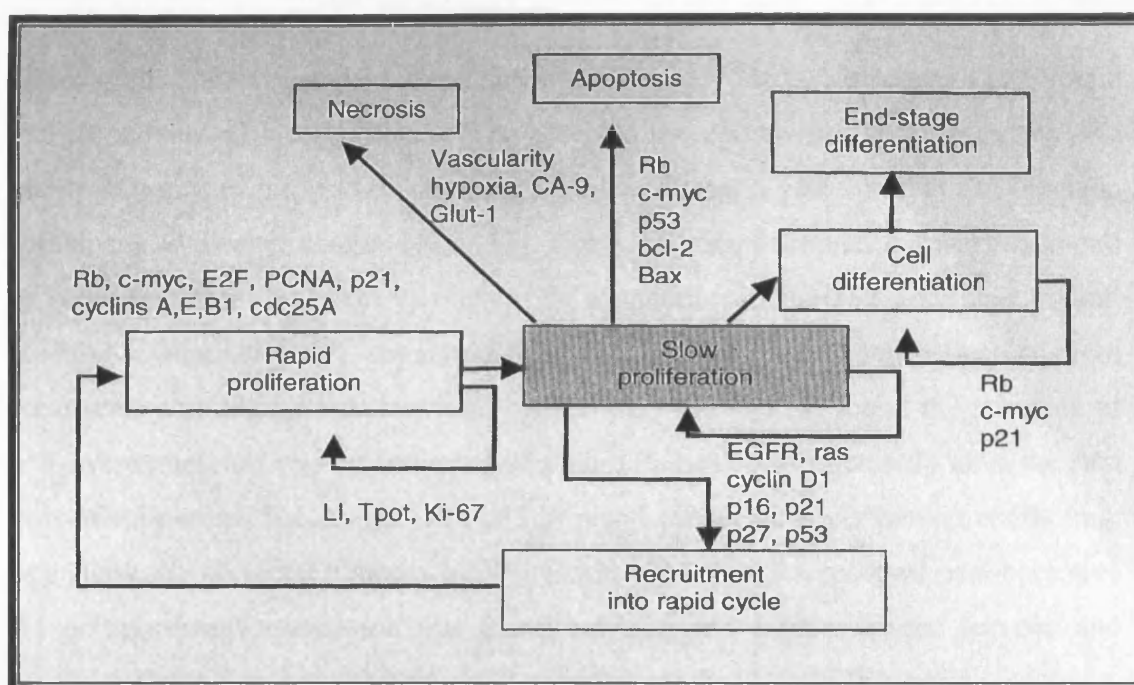 Apoptosis
Necrosis
End-stage
differentiation
Vascularity
hypoxia, CA-9,
Glut-1
Rb
c-myc
p53
bcl-2
Bax
Cell
differentiation
Rb, c-myc, E2F, PCNA, p21,
cyclins A,E,B1, cdc25A
Rapid
proliferation
Slow
proliferation
Rb
c-myc
p21
EGFR, ras
cyclin D1
p16, p21
p27, p53
LI, Tpot, Ki-67
Recruitment
into rapid cycle